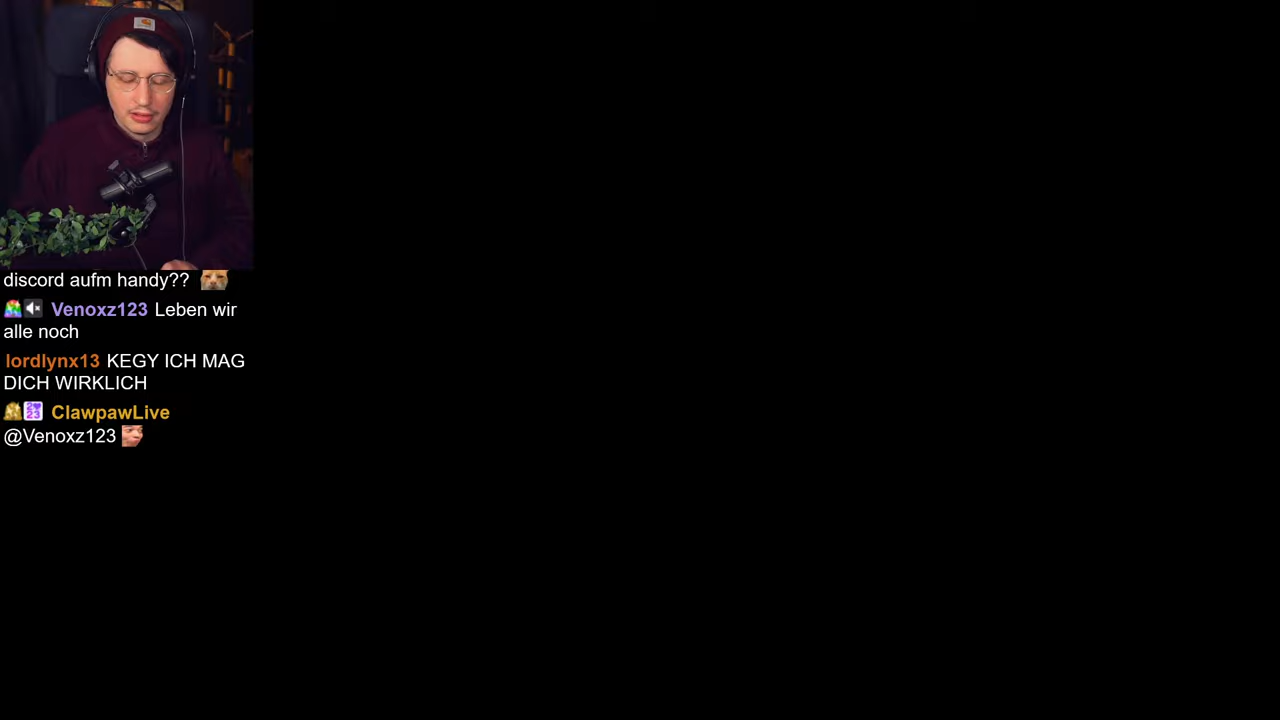 discord aufm handy??
Venoxz123 Leben wir
alle noch
lordlynx13 KEGY ICH MAG
DICH WIRKLICH
ClawpawLive
@Venoxz123